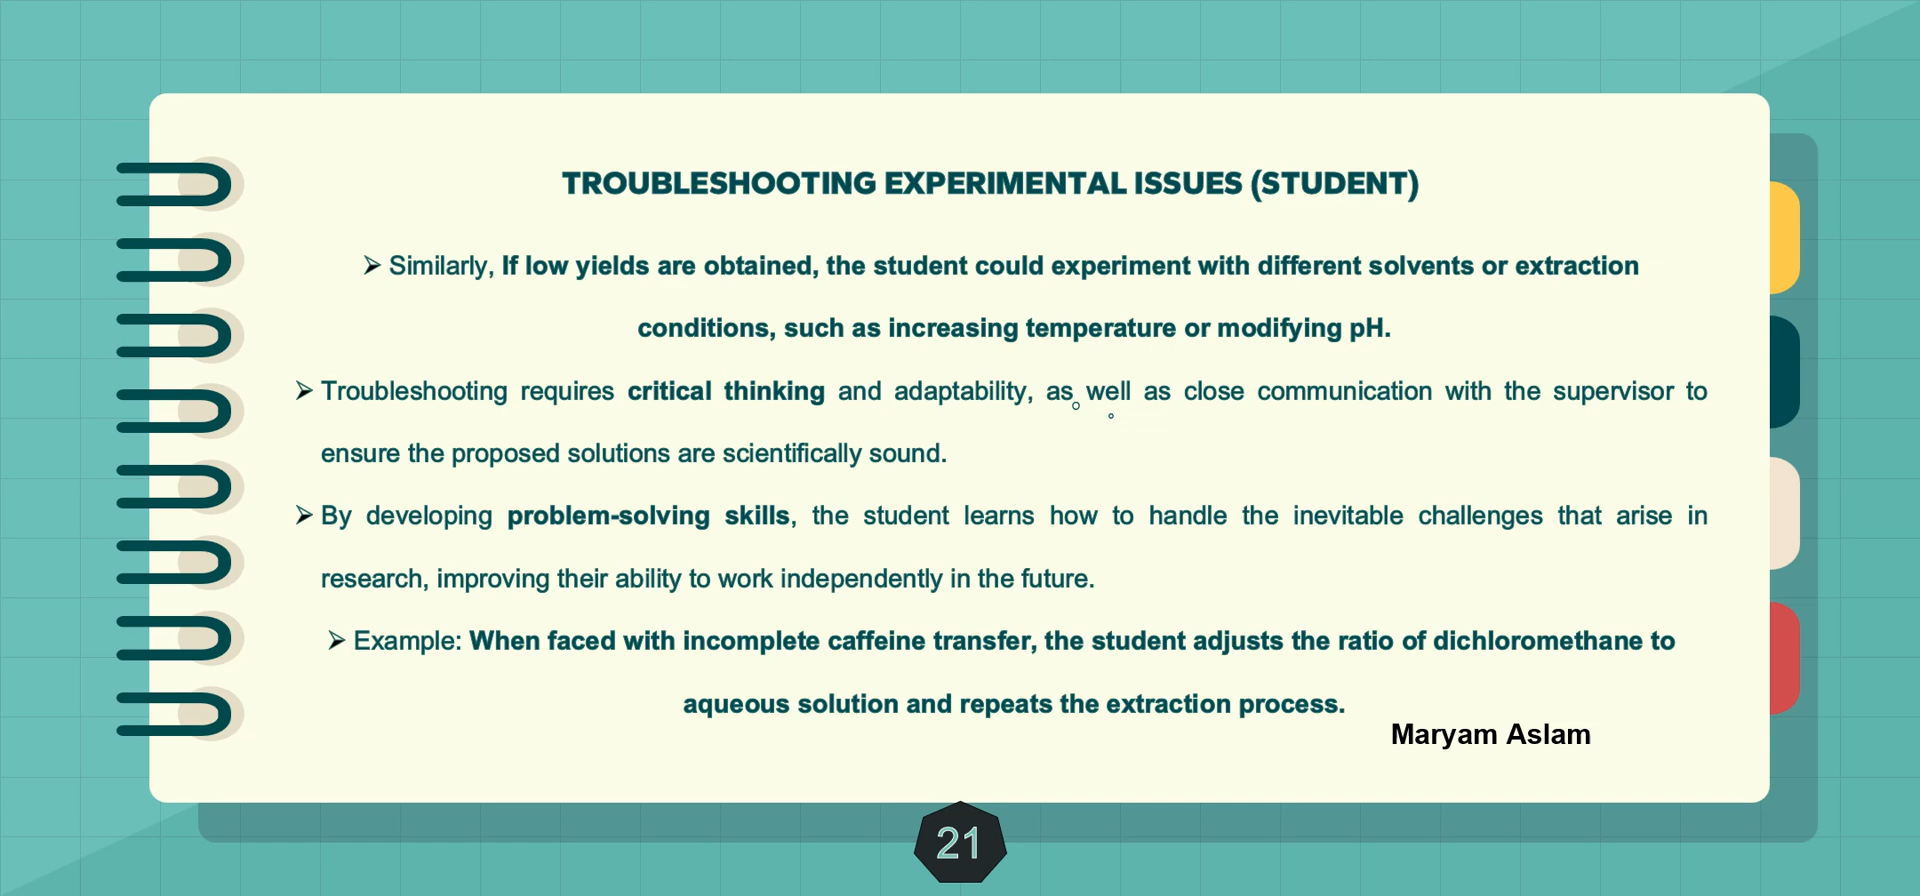 TROUBLESHOOTING EXPERIMENTAL ISSUES (STUDENT)
➢ Similarly, If low yields are obtained, the student could experiment with different solvents or extraction
conditions, such as increasing temperature or modifying pH.
➢ Troubleshooting requires critical thinking and adaptability, as well as close communication with the supervisor to
ensure the proposed solutions are scientifically sound.
➢ By developing problem-solving skills, the student learns how to handle the inevitable challenges that arise in
research, improving their ability to work independently in the future.
➢ Example: When faced with incomplete caffeine transfer, the student adjusts the ratio of dichloromethane to
aqueous solution and repeats the extraction process.
Maryam Aslam
21